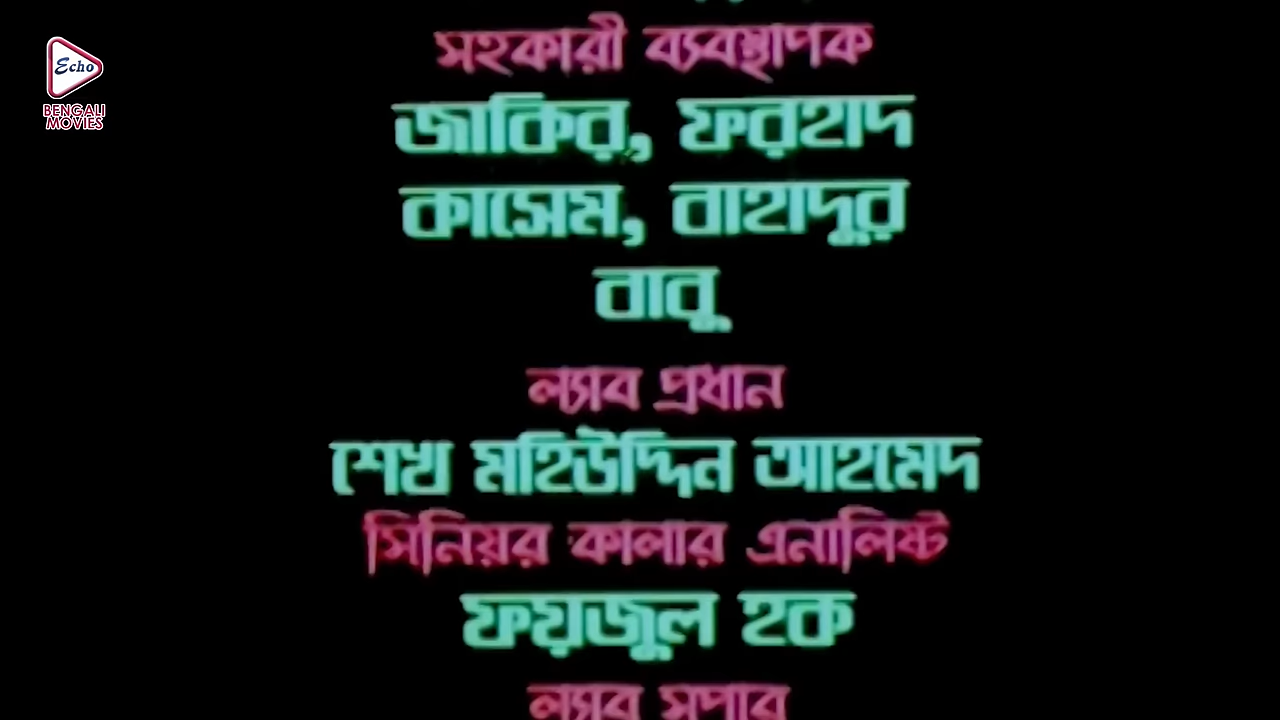 Echo
BENGALI
MOVIES
সহকারী ব্যবস্থাপক
জাকির, ফরহাদ
কাসেম, বাহাদুর
বাবু
ল্যাব প্রধান
শেখ মহিউদ্দিন আহমেদ
সিনিয়র কালার এনালিষ্ট
ফয়জুল হক
ল্যাব সুপার